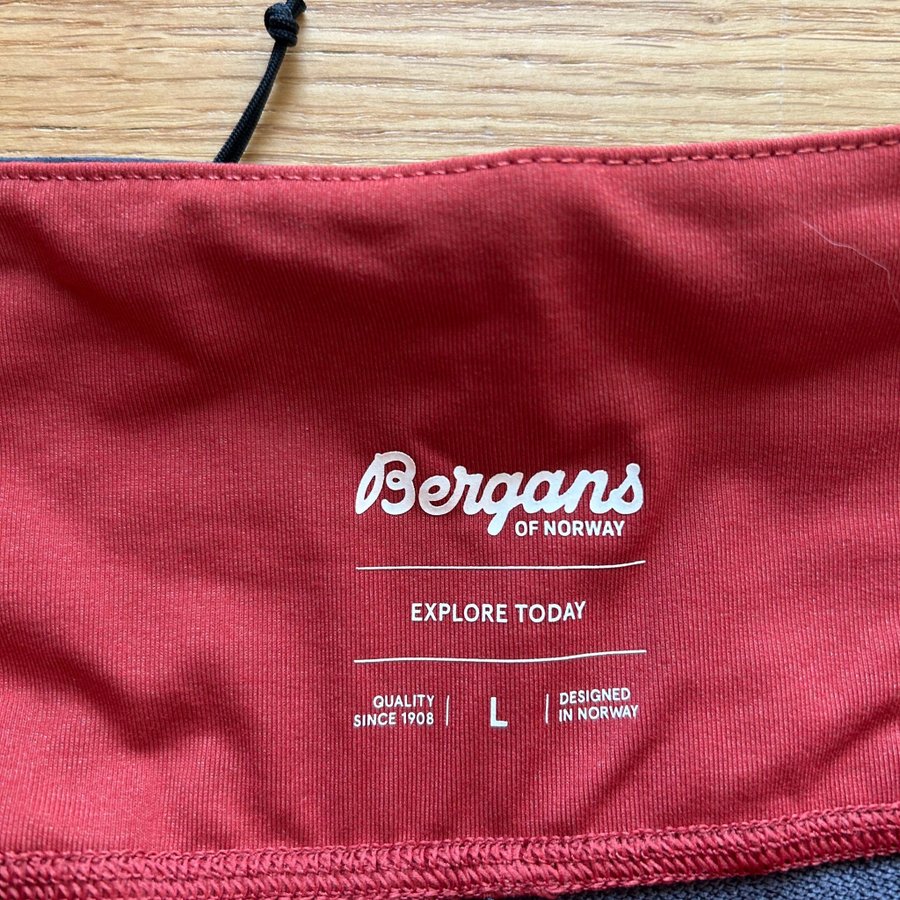 Bergans
OF NORWAY
EXPLORE TODAY
QUALITY
SINCE 1908
L
DESIGNED
IN NORWAY